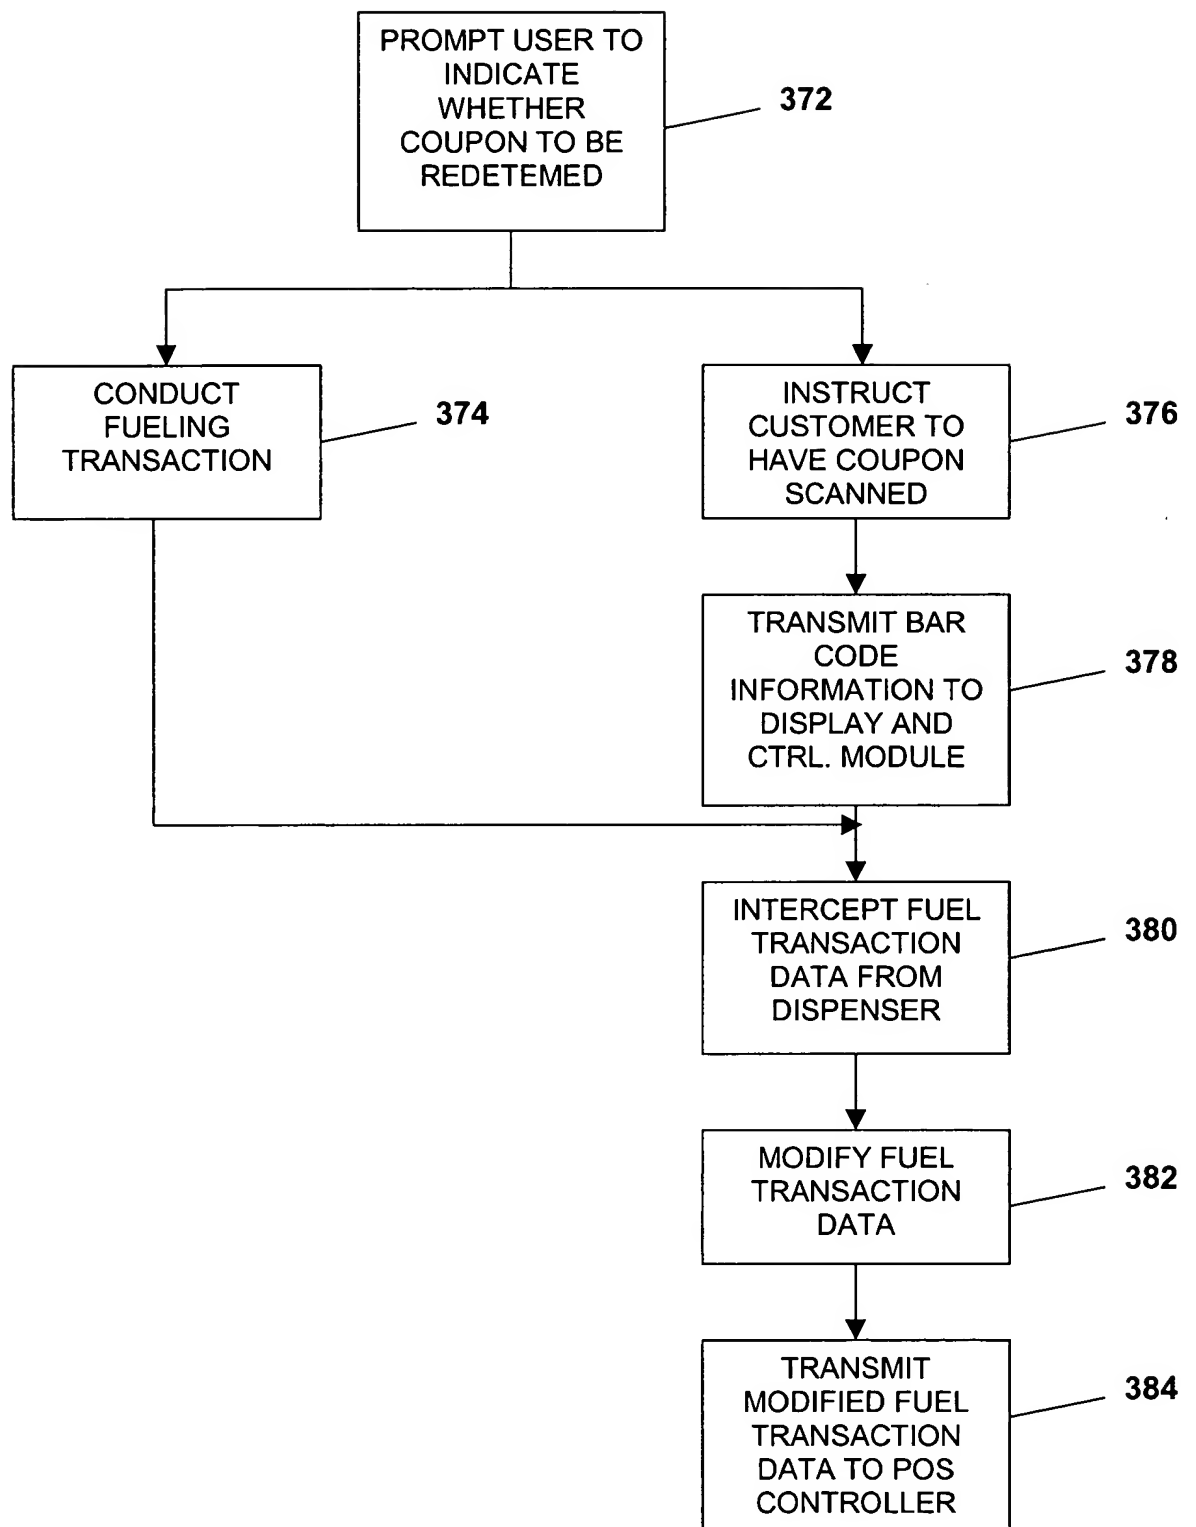 PROMPT USER TO
INDICATE
WHETHER
COUPON TO BE
REDETEMED
372
CONDUCT
FUELING
TRANSACTION
374
INSTRUCT
CUSTOMER TO
HAVE COUPON
SCANNED
376
TRANSMIT BAR
CODE
INFORMATION TO
DISPLAY AND
CTRL. MODULE
378
INTERCEPT FUEL
TRANSACTION
DATA FROM
DISPENSER
380
MODIFY FUEL
TRANSACTION
DATA
382
TRANSMIT
MODIFIED FUEL
TRANSACTION
DATA TO POS
CONTROLLER
384